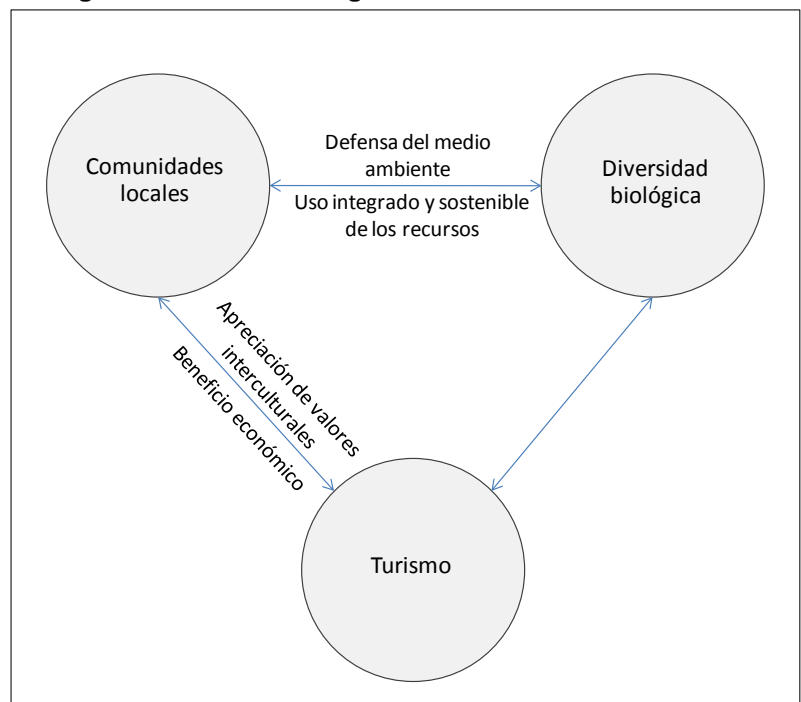 Comunidades
locales
Defensa del medio
ambiente
Uso integrado y sostenible
de los recursos
Diversidad
biológica
Apreciación de valores
interculturales
Beneficio económico
Turismo